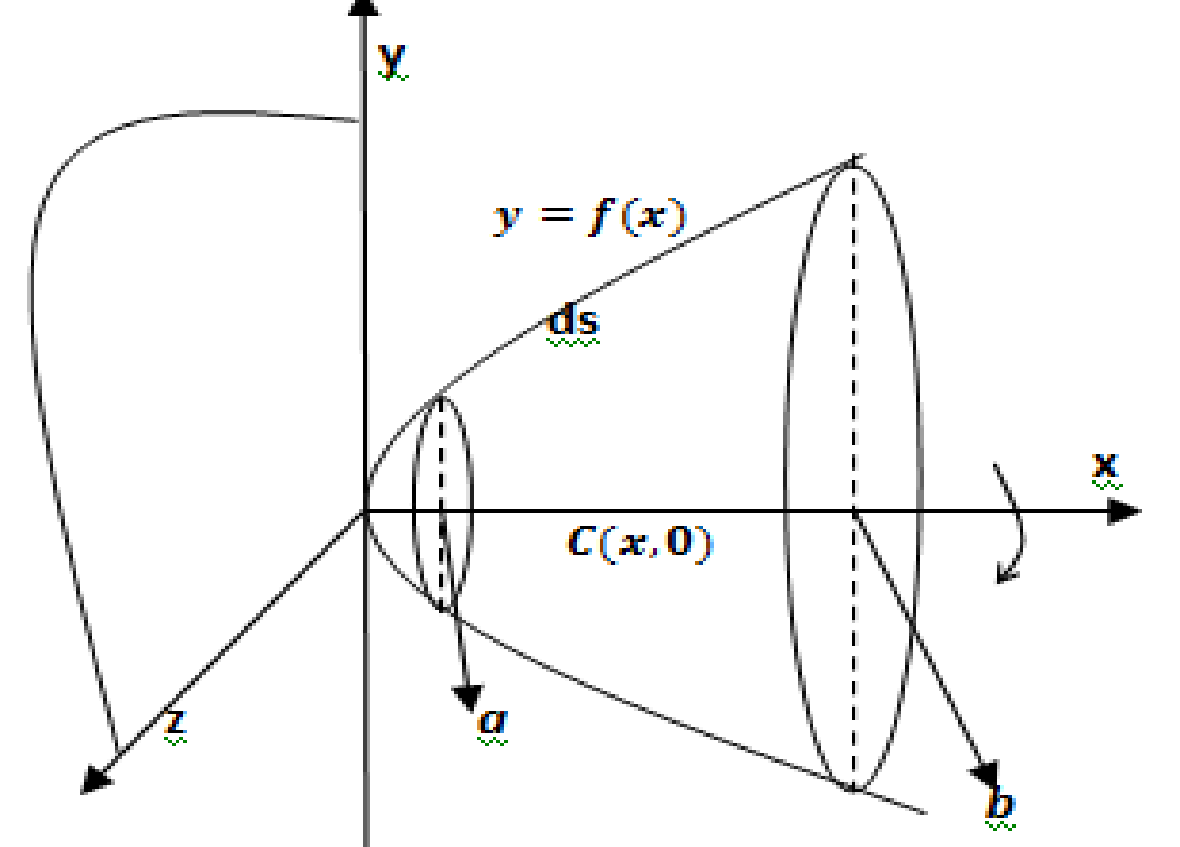 y
y = f(x)
ds
x
C(x, 0)
z
a
b